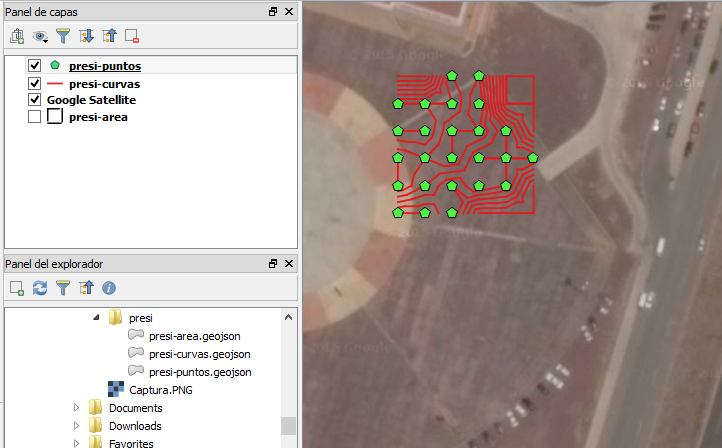 Panel de capas
presi-puntos
presi-curvas
Google Satellite
presi-area
Panel del explorador
presi
presi-area.geojson
presi-curvas.geojson
presi-puntos.geojson
Captura.PNG
Documents
Downloads
Favorites